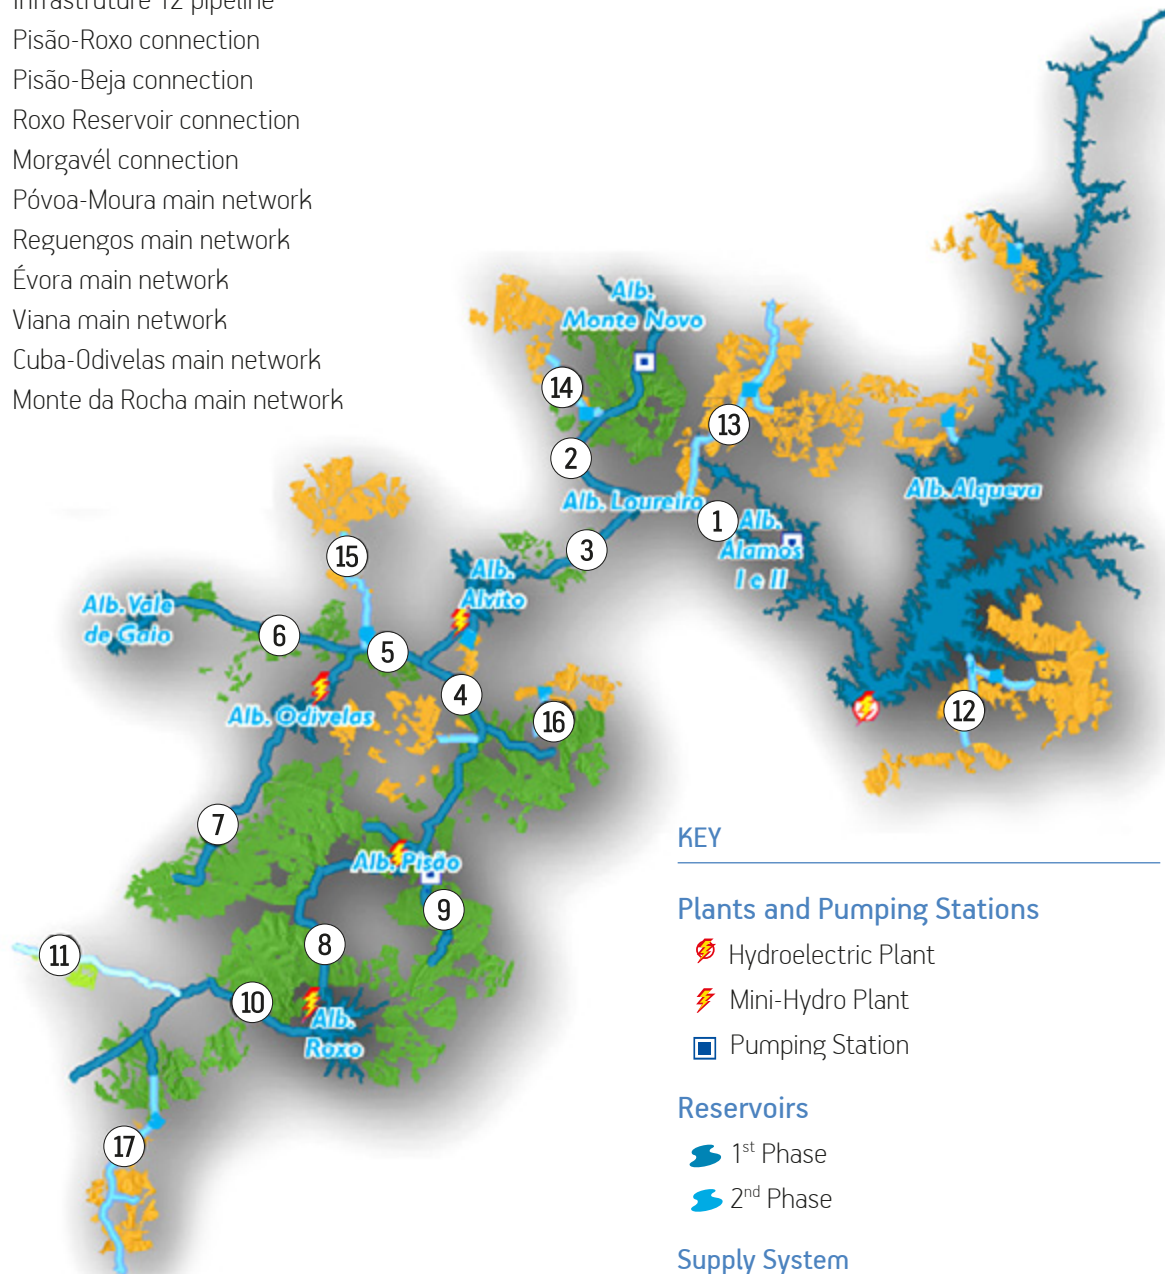 Infrastruture 12 pipeline
Pisão-Roxo connection
Pisão-Beja connection
Roxo Reservoir connection
Morgavél connection
Póvoa-Moura main network
Reguengos main network
Évora main network
Viana main network
Cuba-Odivelas main network
Monte da Rocha main network
Alb.
Monte Novo
14
13
2
Alb. Loureiro
1
Alb.
Álamos
I e II
Alb. Alqueva
3
15
Alb.
Alvito
Alb. Vale
de Gaio
6
5
4
Alb. Odivelas
16
12
7
Alb. Pisão
9
8
11
10
Alb.
Roxo
17
KEY
Plants and Pumping Stations
Hydroelectric Plant
Mini-Hydro Plant
Pumping Station
Reservoirs
1st Phase
2nd Phase
Supply System